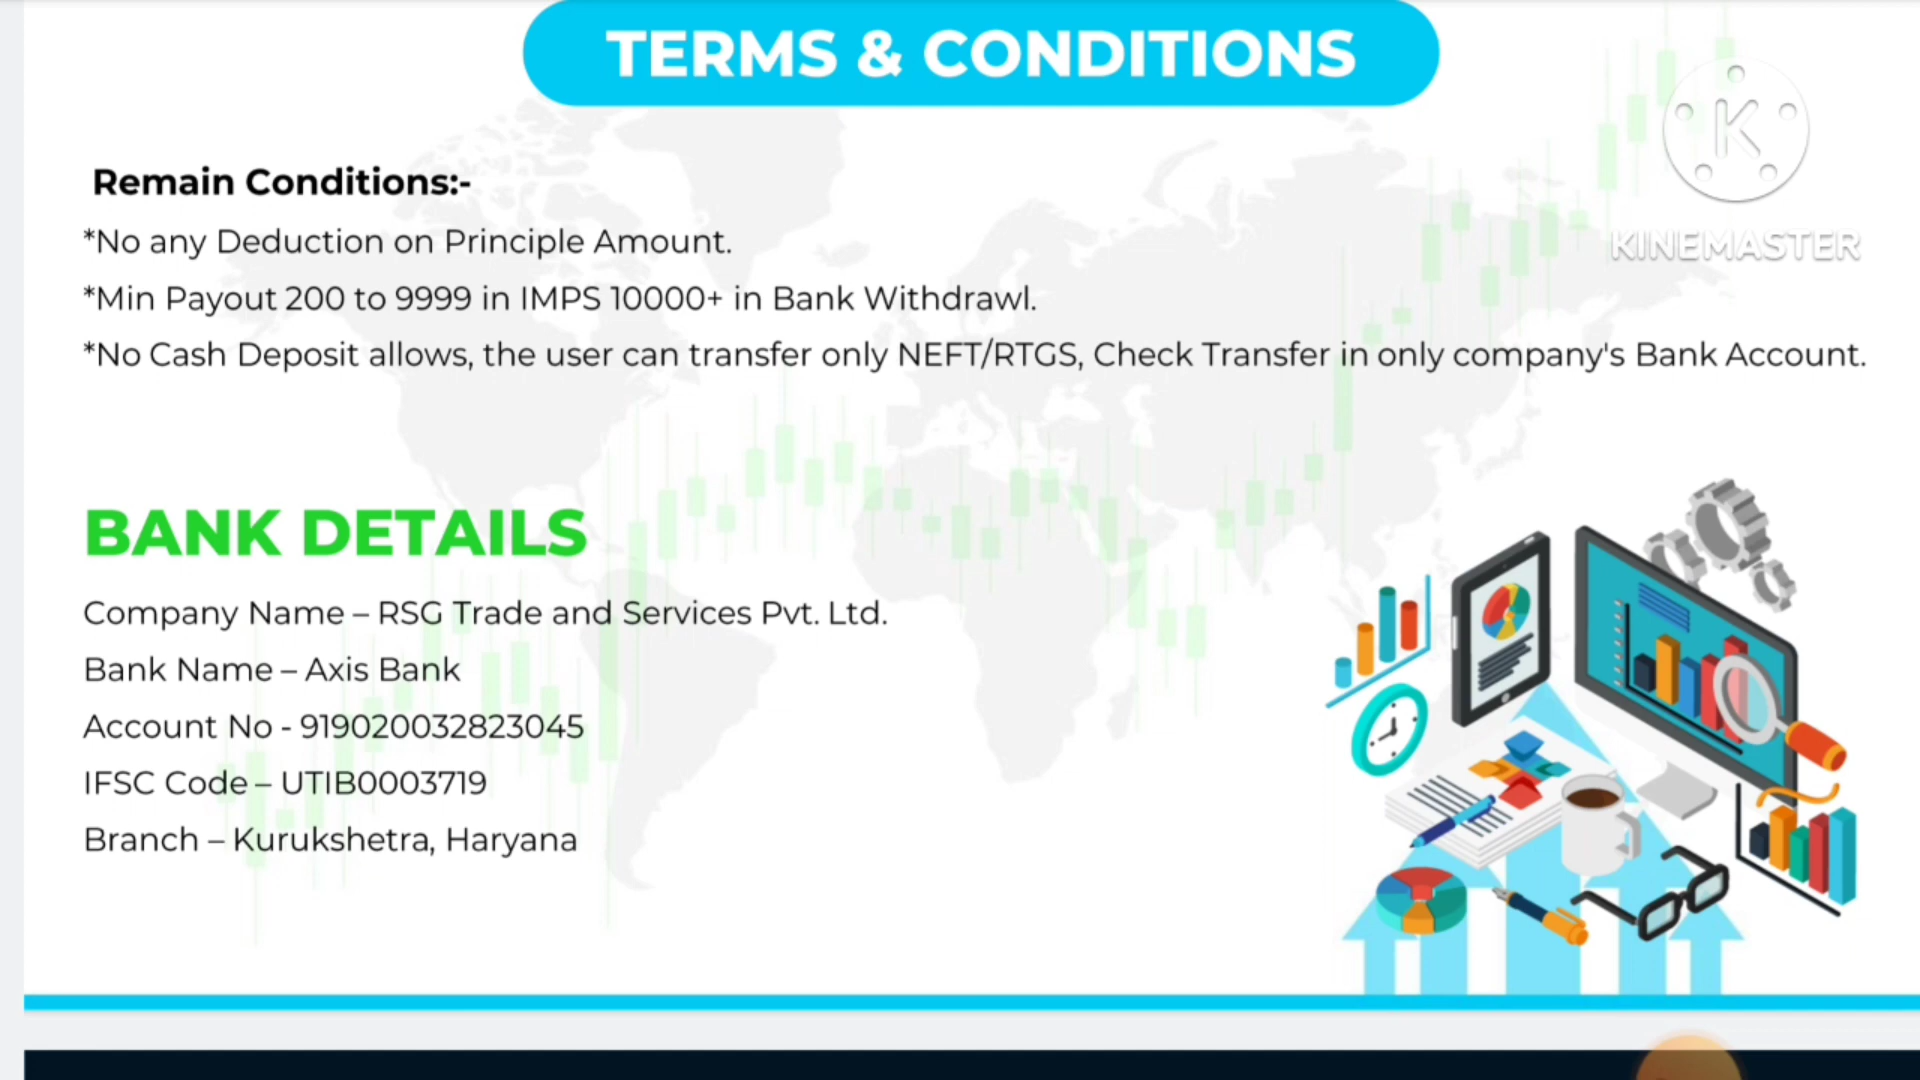 TERMS & CONDITIONS
K
KINEMASTER
Remain Conditions:-
*No any Deduction on Principle Amount.
*Min Payout 200 to 9999 in IMPS 10000+ in Bank Withdrawl.
*No Cash Deposit allows, the user can transfer only NEFT/RTGS, Check Transfer in only company's Bank Account.
BANK DETAILS
Company Name – RSG Trade and Services Pvt. Ltd.
Bank Name – Axis Bank
Account No - 919020032823045
IFSC Code – UTIB0003719
Branch – Kurukshetra, Haryana